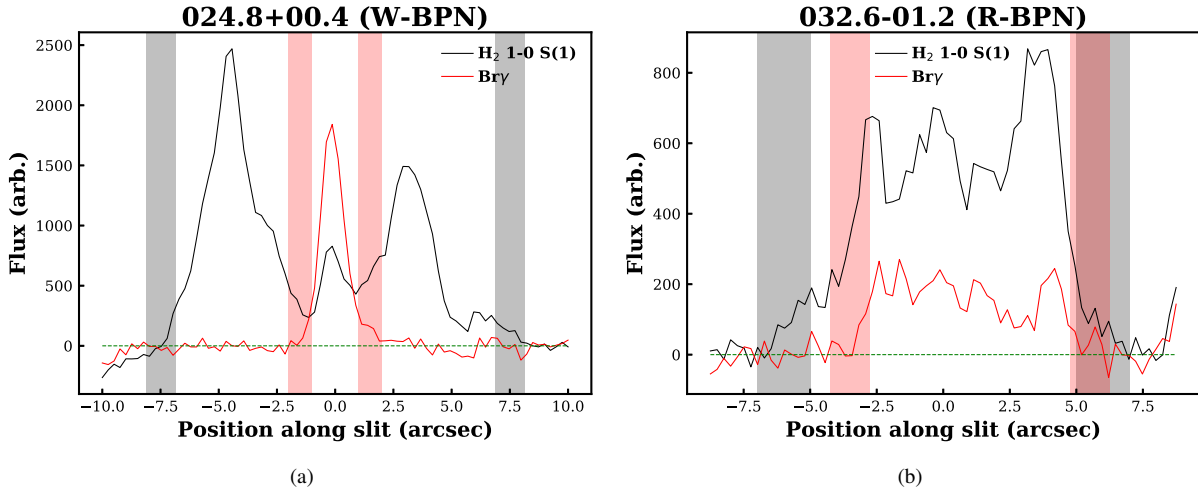 024.8+00.4 (W-BPN)
H₂ 1-0 S(1)
Brγ
Flux (arb.)
2500
2000
1500
1000
500
0
−10.0 −7.5 −5.0 −2.5 0.0 2.5 5.0 7.5 10.0
Position along slit (arcsec)
(a)
032.6-01.2 (R-BPN)
H₂ 1-0 S(1)
Brγ
Flux (arb.)
800
600
400
200
0
−7.5 −5.0 −2.5 0.0 2.5 5.0 7.5
Position along slit (arcsec)
(b)